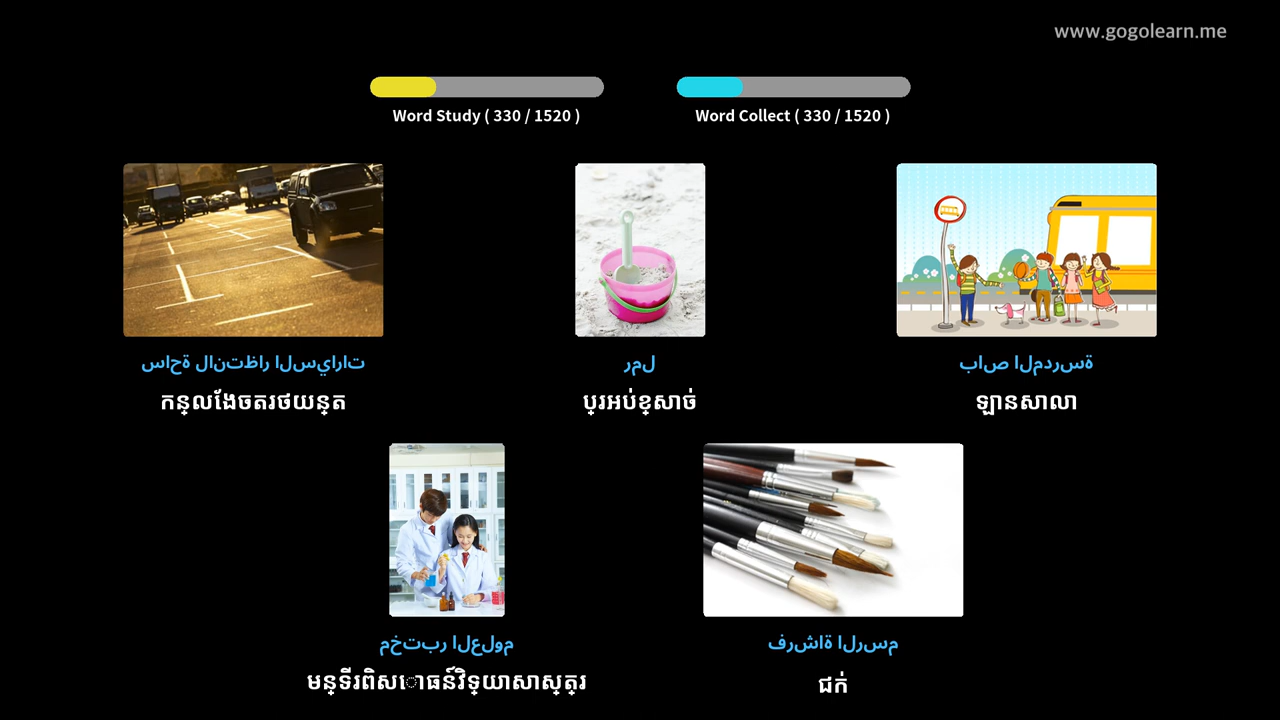 www.gogolearn.me
Word Study ( 330 / 1520 )
Word Collect ( 330 / 1520 )
ساحة لانتظار السيارات
កន្លែងចតរថយន្ត
رمل
ប្រអប់ខ្សាច់
باص المدرسة
ឡានសាលា
مختبر العلوم
មន្ទីរពិសោធន៍វិទ្យាសាស្ត្រ
فرشاة الرسم
ជក់